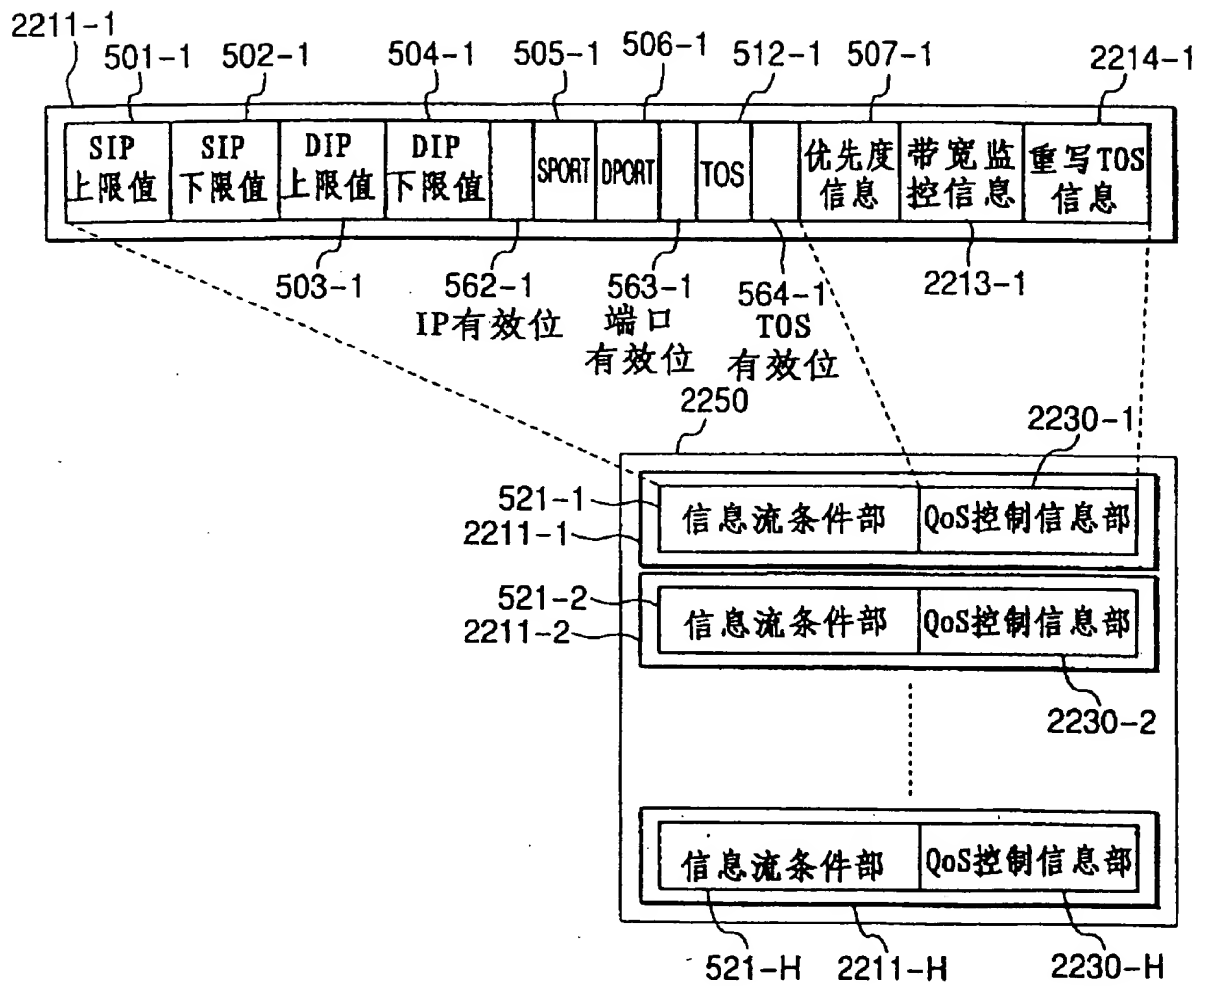 2211-1
501-1 502-1 504-1 505-1 506-1 512-1 507-1 2214-1
SIP
上限值
SIP
下限值
DIP
上限值
DIP
下限值
SPORT
DPORT
TOS
优先度
信息
带宽监
控信息
重写TOS
信息
503-1
562-1
IP有效位
563-1
端口
有效位
564-1
TOS
有效位
2213-1
2250
2230-1
521-1
2211-1
信息流条件部 QoS控制信息部
521-2
2211-2
信息流条件部 QoS控制信息部
2230-2
信息流条件部 QoS控制信息部
521-H 2211-H 2230-H